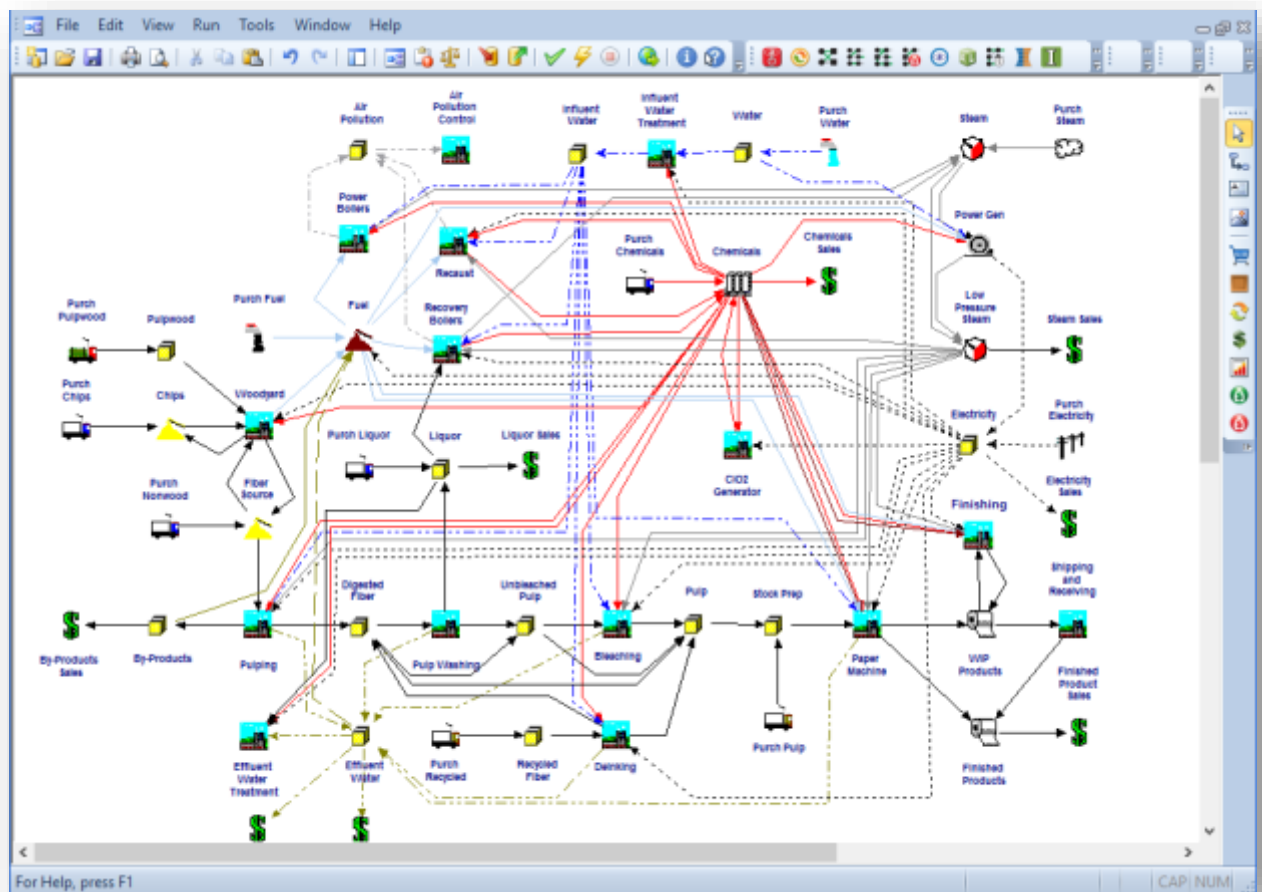 File Edit View Run Tools Window Help
Air
Pollution
Air
Pollution
Control
Influent
Water
Influent
Water
Treatment
Water
Purch
Water
Steam
Purch
Steam
Power
Boilers
Recaust
Purch
Chemicals
Chemicals
Chemicals
Sales
Power Gen
Purch
Pulpwood
Pulpwood
Purch Fuel
Fuel
Recovery
Boilers
Low
Pressure
Steam
Steam Sales
Purch
Chips
Chips
Woodyard
Purch Liquor
Liquor
Liquor Sales
ClO2
Generator
Electricity
Purch
Electricity
Purch
Nonwood
Fiber
Source
Electricity
Sales
Finishing
Digested
Fiber
Unbleached
Pulp
Pulp
Stock Prep
Shipping
and
Receiving
By-Products
Sales
By-Products
Pulping
Pulp Washing
Bleaching
Paper
Machine
WIP
Products
Finished
Product
Sales
Effluent
Water
Treatment
Effluent
Water
Purch
Recycled
Recycled
Fiber
Deinking
Purch Pulp
Finished
Products
For Help, press F1
CAP NUM